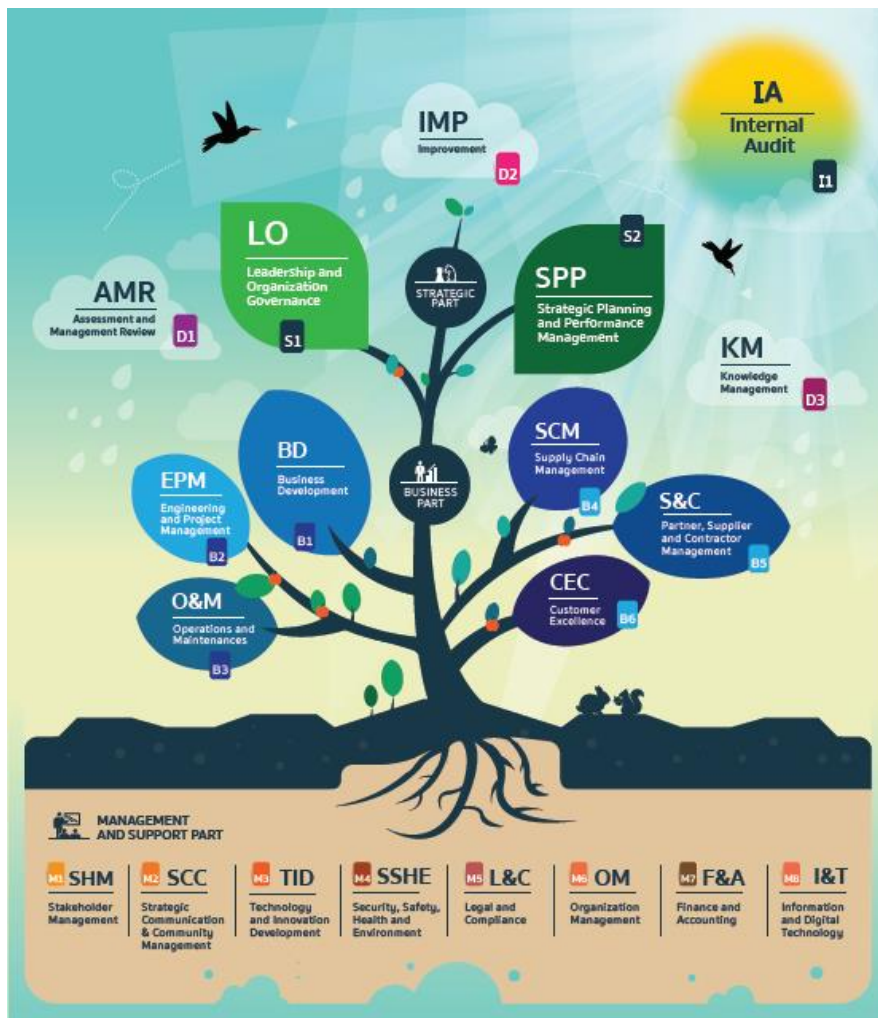 IMP
Improvement
D2
IA
Internal
Audit
I1
LO
Leadership and
Organization
Governance
S1
STRATEGIC
PART
S2
SPP
Strategic Planning
and Performance
Management
AMR
Assessment and
Management Review
D1
KM
Knowledge
Management
D3
BD
Business
Development
B1
BUSINESS
PART
SCM
Supply Chain
Management
B4
EPM
Engineering
and Project
Management
B2
S&C
Partner, Supplier
and Contractor
Management
B5
O&M
Operations and
Maintenances
B3
CEC
Customer
Excellence
B6
MANAGEMENT
AND SUPPORT PART
M1 SHM
Stakeholder
Management
M2 SCC
Strategic
Communication
& Community
Management
M3 TID
Technology
and Innovation
Development
M4 SSHE
Security, Safety,
Health and
Environment
M5 L&C
Legal and
Compliance
M6 OM
Organization
Management
M7 F&A
Finance and
Accounting
M8 I&T
Information
and Digital
Technology